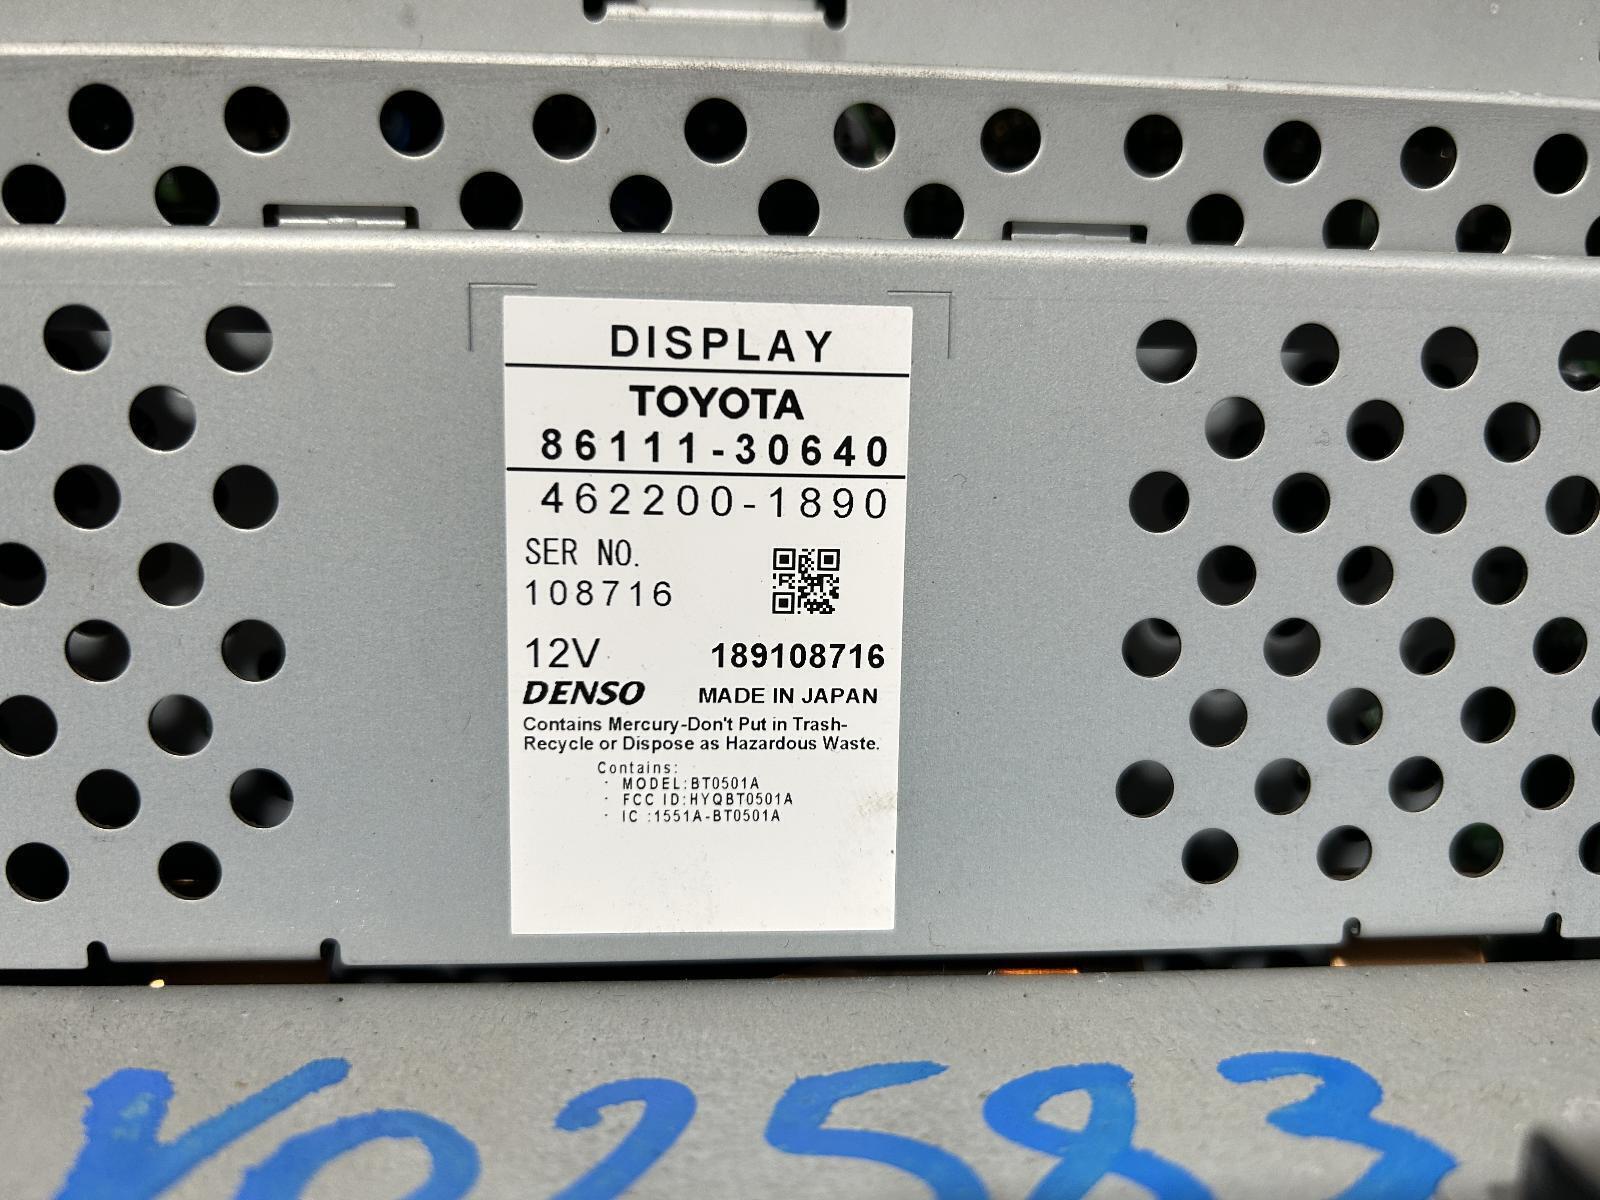 DISPLAY
TOYOTA
86111-30640
462200-1890
SER NO.
108716
12V 189108716
DENSO MADE IN JAPAN
Contains Mercury-Don't Put in Trash-
Recycle or Dispose as Hazardous Waste.
Contains:
· MODEL:BT0501A
· FCC ID:HYQBT0501A
· IC :1551A-BT0501A
Y02583